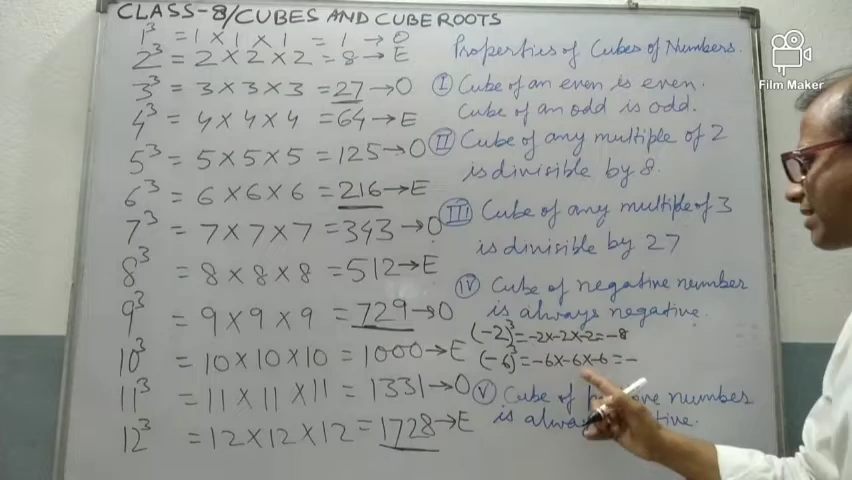 CLASS-8/CUBES AND CUBEROOTS
1³ = 1 × 1 × 1 = 1 → O
2³ = 2 × 2 × 2 = 8 → E
3³ = 3 × 3 × 3 = 27 → O
4³ = 4 × 4 × 4 = 64 → E
5³ = 5 × 5 × 5 = 125 → O
6³ = 6 × 6 × 6 = 216 → E
7³ = 7 × 7 × 7 = 343 → O
8³ = 8 × 8 × 8 = 512 → E
9³ = 9 × 9 × 9 = 729 → O
10³ = 10 × 10 × 10 = 1000 → E
11³ = 11 × 11 × 11 = 1331 → O
12³ = 12 × 12 × 12 = 1728 → E
Properties of Cubes of Numbers.
I Cube of an even is even.
Cube of an odd is odd.
II Cube of any multiple of 2
is divisible by 8.
III Cube of any multiple of 3
is divisible by 27
IV Cube of negative number
is always negative.
(-2)³ = -2×-2×-2 = -8
(-6)³ = -6×-6×-6 = -
V Cube of number
is
Film Maker